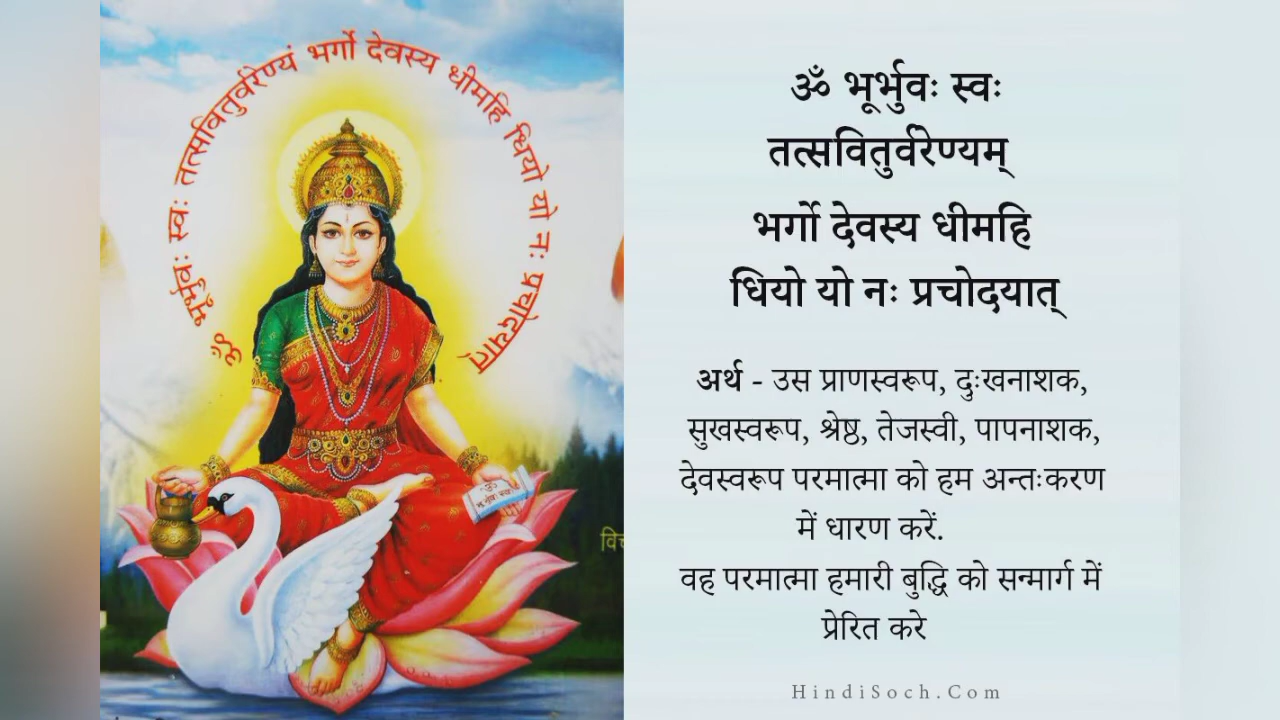 ॐ भूर्भुवः स्वः तत्सवितुर्वरेण्यं भर्गो देवस्य धीमहि धियो यो नः प्रचोदयात्
ॐ
विच
ॐ भूर्भुवः स्वः
तत्सवितुर्वरेण्यम्
भर्गो देवस्य धीमहि
धियो यो नः प्रचोदयात्
अर्थ - उस प्राणस्वरूप, दुःखनाशक,
सुखस्वरूप, श्रेष्ठ, तेजस्वी, पापनाशक,
देवस्वरूप परमात्मा को हम अन्तःकरण
में धारण करें.
वह परमात्मा हमारी बुद्धि को सन्मार्ग में
प्रेरित करे
HindiSoch.Com